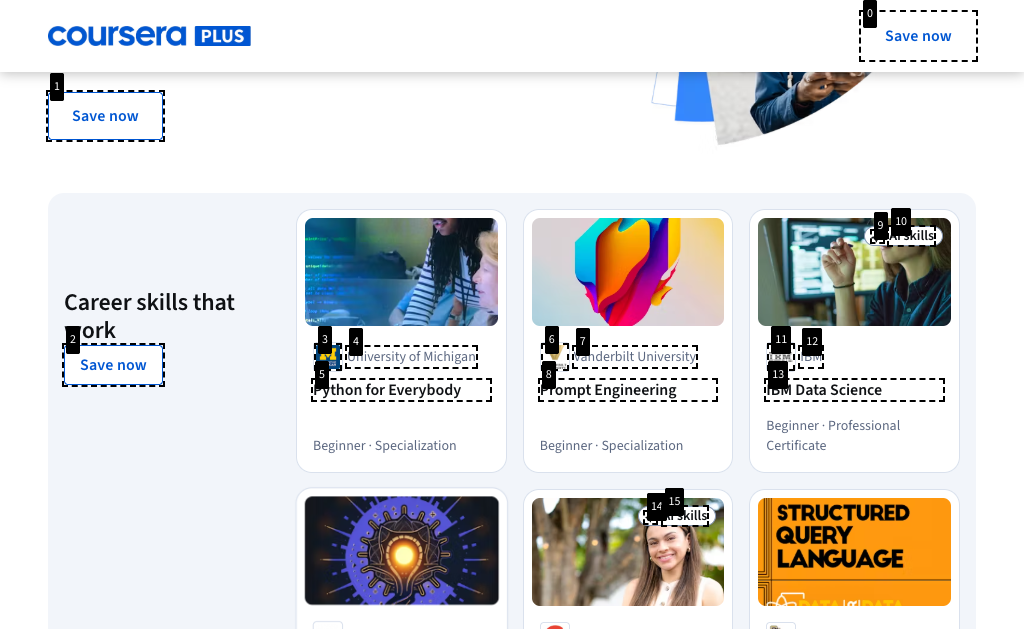 coursera PLUS
0
Save now
1
Save now
Career skills that
work
2
Save now
3
4
University of Michigan
5
Python for Everybody
Beginner · Specialization
6
7
Vanderbilt University
8
Prompt Engineering
Beginner · Specialization
9
10
AI skills
11
12
IBM
IBM
13
IBM Data Science
Beginner · Professional
Certificate
14
15
AI skills
STRUCTURED
QUERY
LANGUAGE